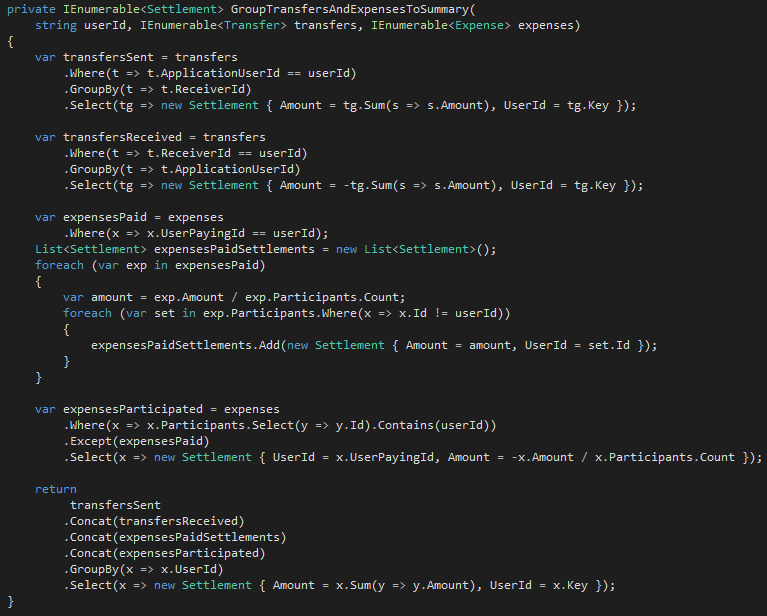 private IEnumerable<Settlement> GroupTransfersAndExpensesToSummary(
    string userId, IEnumerable<Transfer> transfers, IEnumerable<Expense> expenses)
{
    var transfersSent = transfers
        .Where(t => t.ApplicationUserId == userId)
        .GroupBy(t => t.ReceiverId)
        .Select(tg => new Settlement { Amount = tg.Sum(s => s.Amount), UserId = tg.Key });

    var transfersReceived = transfers
        .Where(t => t.ReceiverId == userId)
        .GroupBy(t => t.ApplicationUserId)
        .Select(tg => new Settlement { Amount = -tg.Sum(s => s.Amount), UserId = tg.Key });

    var expensesPaid = expenses
        .Where(x => x.UserPayingId == userId);
    List<Settlement> expensesPaidSettlements = new List<Settlement>();
    foreach (var exp in expensesPaid)
    {
        var amount = exp.Amount / exp.Participants.Count;
        foreach (var set in exp.Participants.Where(x => x.Id != userId))
        {
            expensesPaidSettlements.Add(new Settlement { Amount = amount, UserId = set.Id });
        }
    }

    var expensesParticipated = expenses
        .Where(x => x.Participants.Select(y => y.Id).Contains(userId))
        .Except(expensesPaid)
        .Select(x => new Settlement { UserId = x.UserPayingId, Amount = -x.Amount / x.Participants.Count });

    return
         transfersSent
        .Concat(transfersReceived)
        .Concat(expensesPaidSettlements)
        .Concat(expensesParticipated)
        .GroupBy(x => x.UserId)
        .Select(x => new Settlement { Amount = x.Sum(y => y.Amount), UserId = x.Key });
}